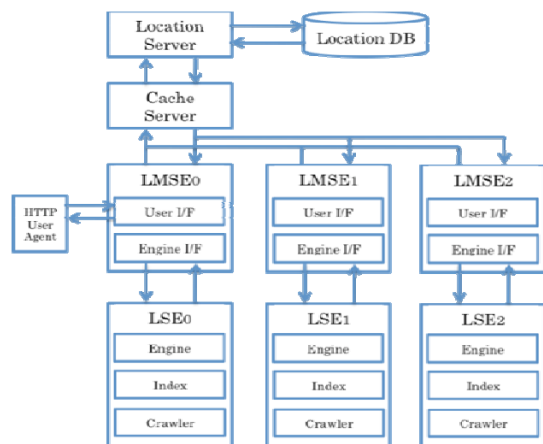 Location
Server
Location DB
Cache
Server
LMSE0
User I/F
Engine I/F
LMSE1
User I/F
Engine I/F
LMSE2
User I/F
Engine I/F
HTTP
User
Agent
LSE0
Engine
Index
Crawler
LSE1
Engine
Index
Crawler
LSE2
Engine
Index
Crawler